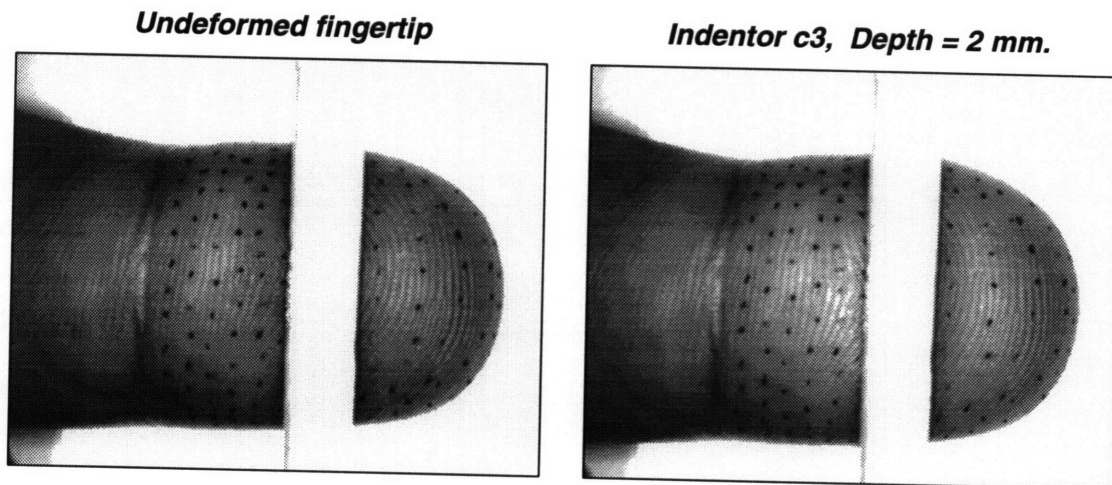 Undeformed fingertip
Indentor c3, Depth = 2 mm.